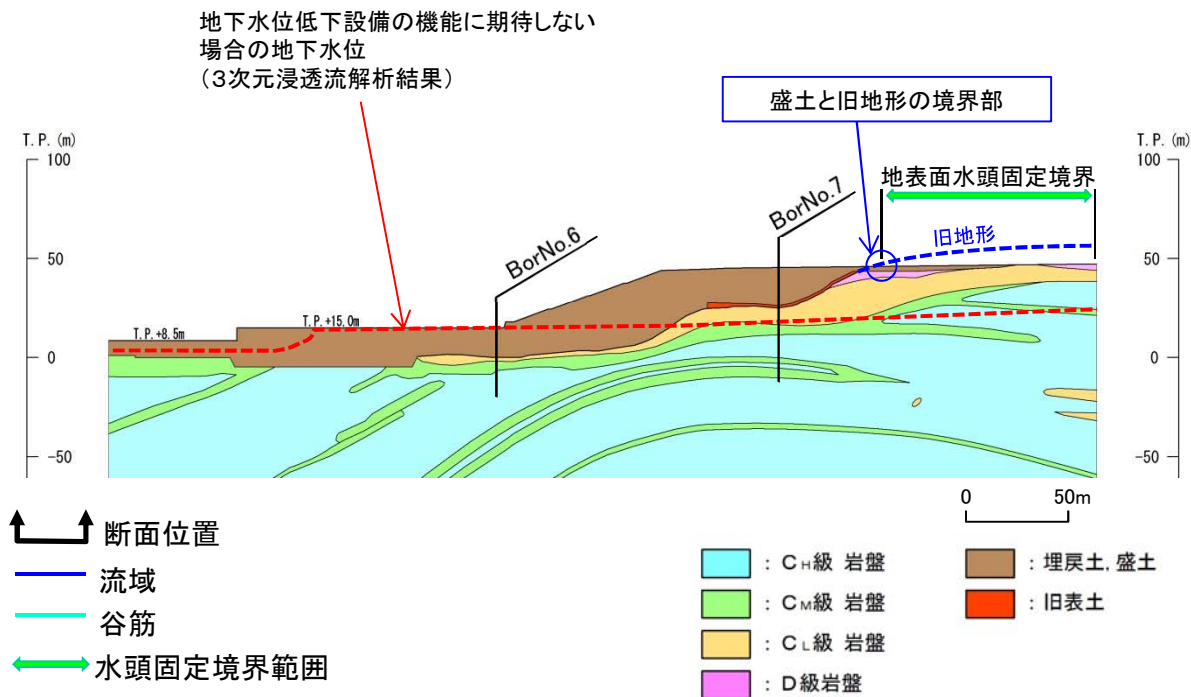 地下水位低下設備の機能に期待しない
場合の地下水位
(3次元浸透流解析結果)
盛土と旧地形の境界部
T.P.(m)
100
50
0
-50
T.P.(m)
100
50
0
-50
地表面水頭固定境界
旧地形
BorNo.6
BorNo.7
T.P.+8.5m
T.P.+15.0m
0 50m
断面位置
流域
谷筋
水頭固定境界範囲
:CH級 岩盤
:CM級 岩盤
:CL級 岩盤
:D級岩盤
:埋戻土,盛土
:旧表土